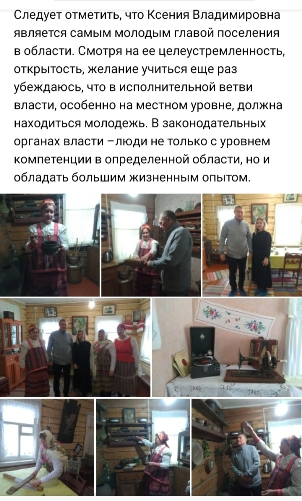 Следует отметить, что Ксения Владимировна
является самым молодым главой поселения
в области. Смотря на ее целеустремленность,
открытость, желание учиться еще раз
убеждаюсь, что в исполнительной ветви
власти, особенно на местном уровне, должна
находиться молодежь. В законодательных
органах власти –люди не только с уровнем
компетенции в определенной области, но и
обладать большим жизненным опытом.